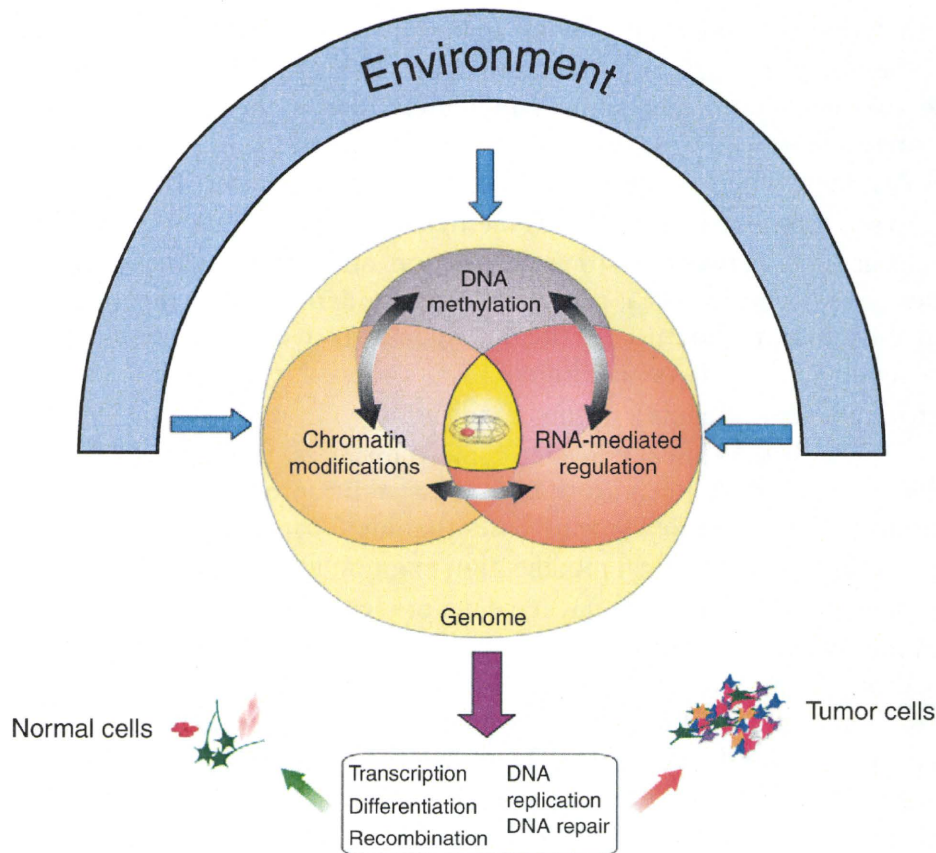 Environment
DNA
methylation
Chromatin
modifications
RNA-mediated
regulation
Genome
Normal cells
Tumor cells
Transcription
Differentiation
Recombination
DNA
replication
DNA repair